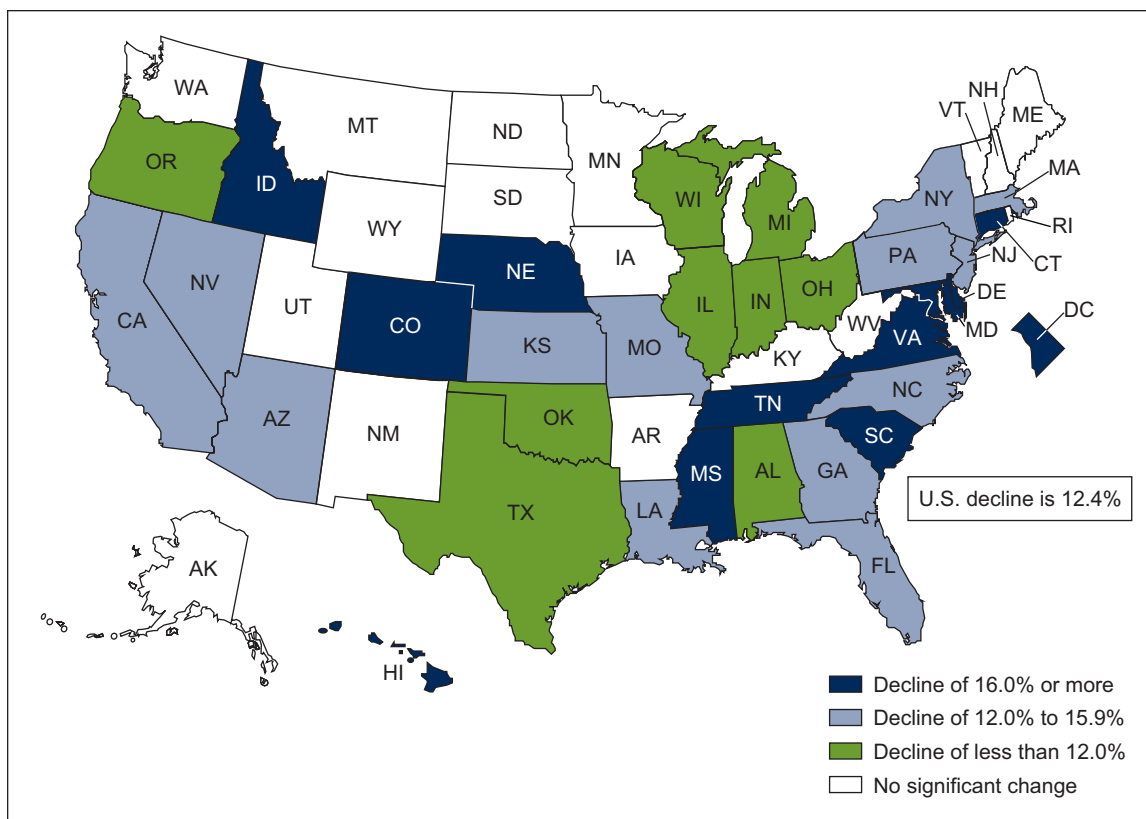 WA
MT
ND
MN
VT
NH
ME
OR
ID
SD
WI
MI
NY
MA
RI
WY
IA
PA
NJ
CT
NE
NV
UT
CO
IL
IN
OH
DE
MD
DC
CA
KS
MO
WV
VA
KY
AZ
NM
OK
AR
TN
NC
SC
MS
AL
GA
TX
LA
U.S. decline is 12.4%
FL
AK
HI
Decline of 16.0% or more
Decline of 12.0% to 15.9%
Decline of less than 12.0%
No significant change